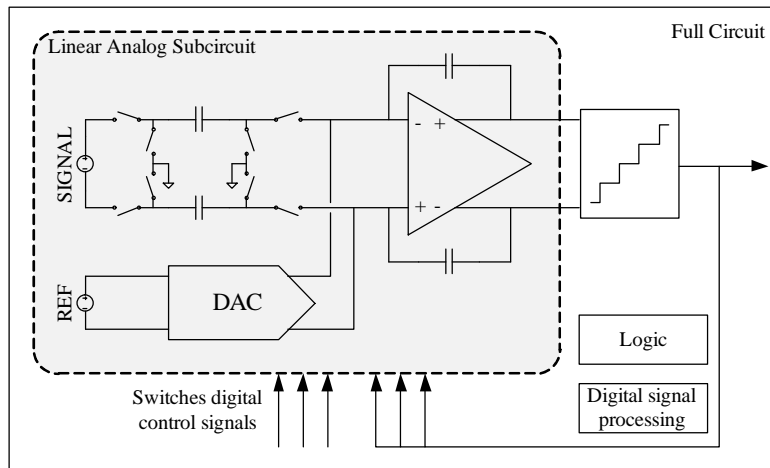 Full Circuit
Linear Analog Subcircuit
SIGNAL
- +
+ -
REF
DAC
Logic
Switches digital
control signals
Digital signal
processing